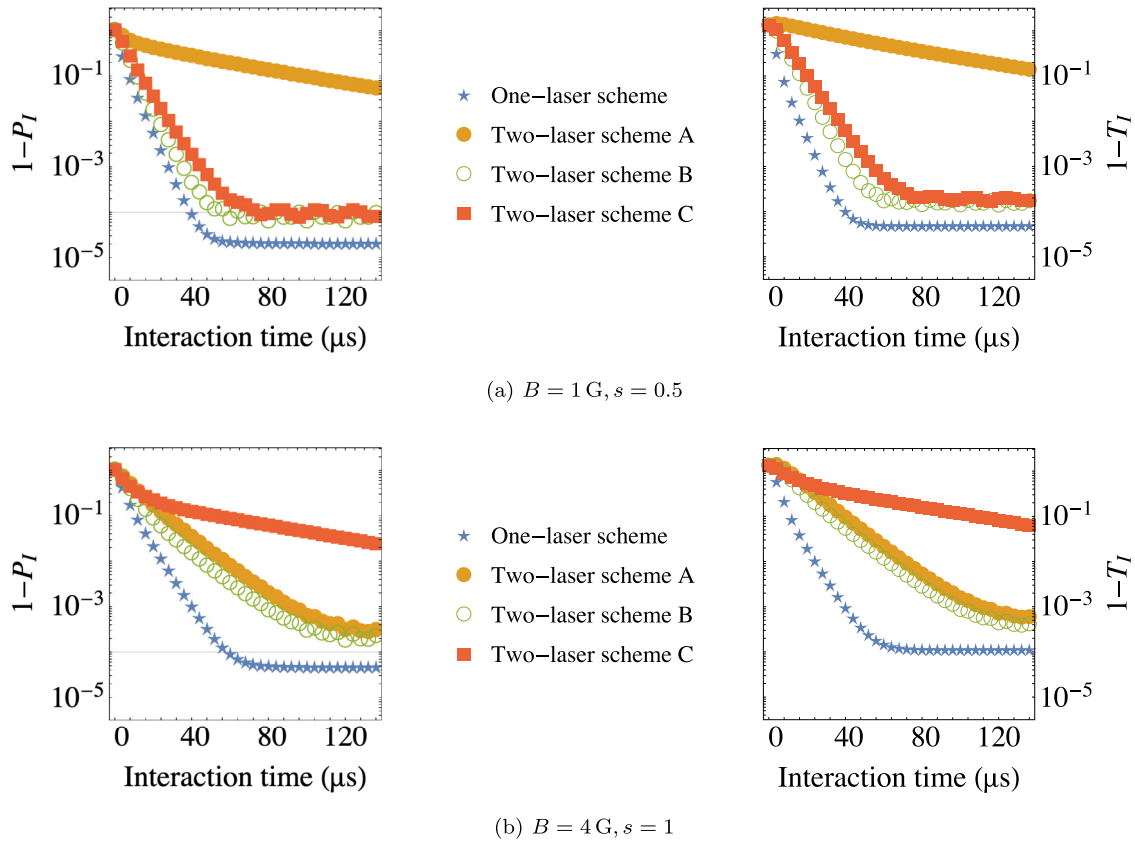 1−P_I
10^−1
10^−3
10^−5
0 40 80 120
Interaction time (μs)
One−laser scheme
Two−laser scheme A
Two−laser scheme B
Two−laser scheme C
10^−1
10^−3
10^−5
1−T_I
0 40 80 120
Interaction time (μs)
(a) B = 1 G, s = 0.5
1−P_I
10^−1
10^−3
10^−5
0 40 80 120
Interaction time (μs)
One−laser scheme
Two−laser scheme A
Two−laser scheme B
Two−laser scheme C
10^−1
10^−3
10^−5
1−T_I
0 40 80 120
Interaction time (μs)
(b) B = 4 G, s = 1